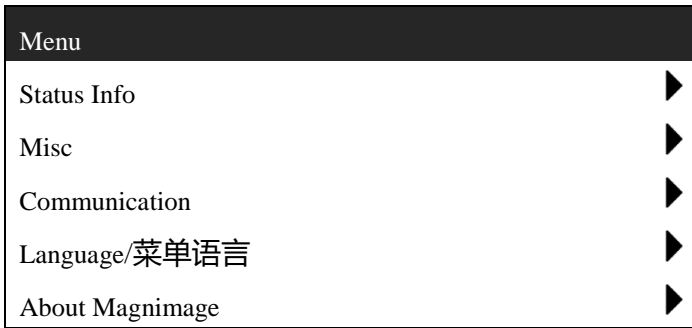 Menu
Status Info
Misc
Communication
Language/菜单语言
About Magnimage